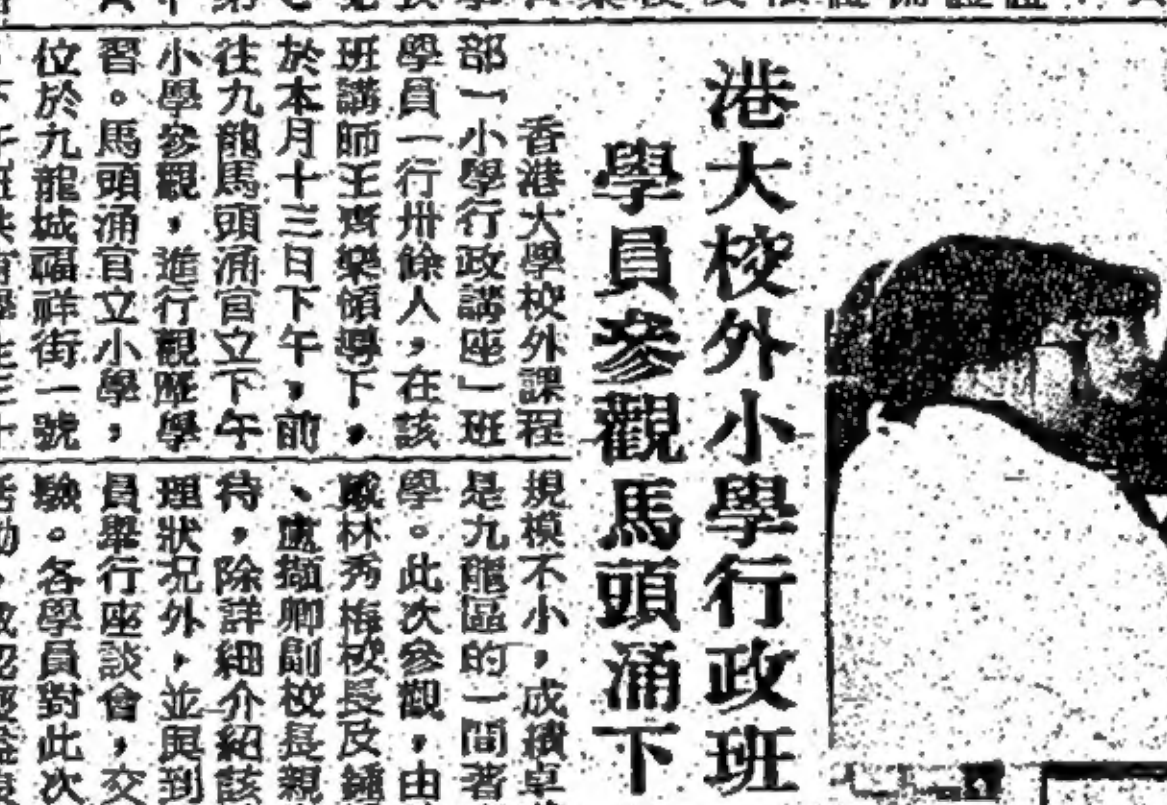 港大校外小學行政班
學員參觀馬頭涌下
香港大學校外課程
部「小學行政講座」班
學員一行卅餘人,在該
班講師王齊樂領導下,
於本月十三日下午,前
往九龍馬頭涌官立下午
小學參觀,進行觀歷學
習。馬頭涌官立小學,
位於九龍城福祥街一號
規模不小,成績卓
是九龍區的一間著
學。此次參觀,由
林秀梅校長及
、盧擷卿副校長親
待,除詳細介紹該
理狀况外,並與到
員舉行座談會,交
驗。各學員對此次